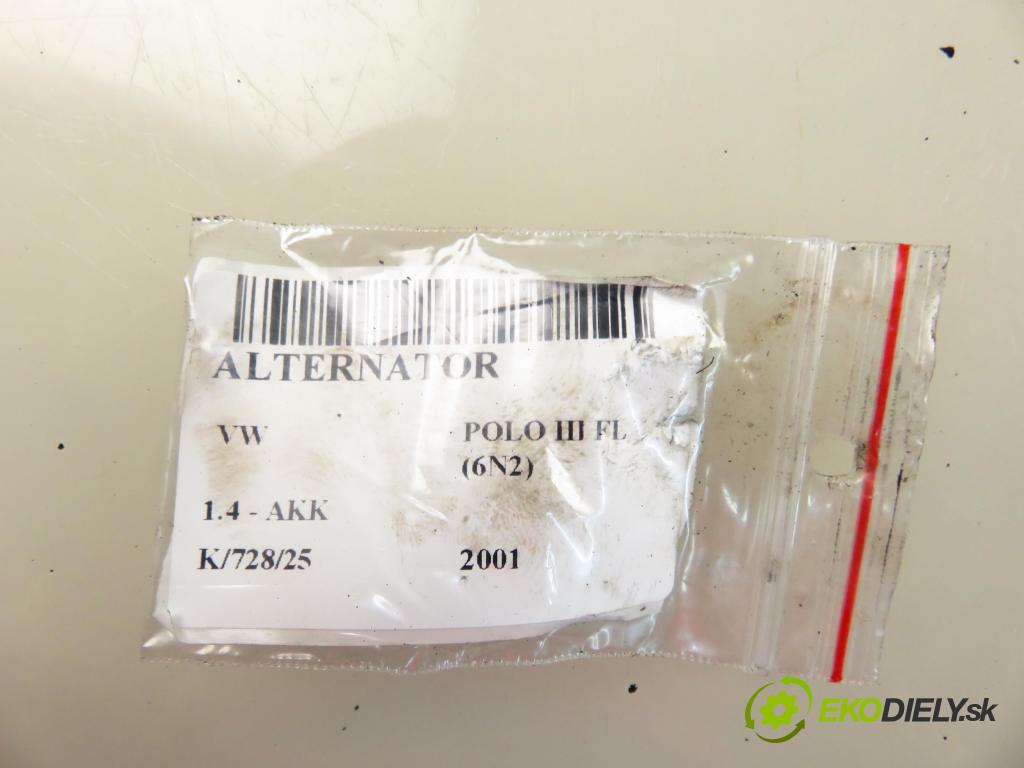 ALTERNATOR
VW POLO III FL
(6N2)
1.4 - AKK
K/728/25 2001
EKODIELY.sk